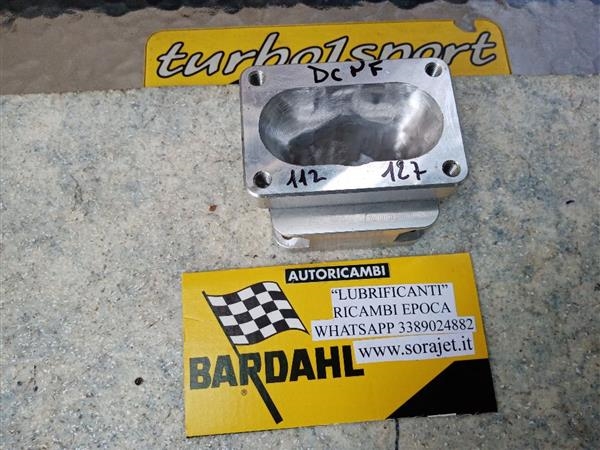 turbo1sport
DCNF
112 127
AUTORICAMBI
"LUBRIFICANTI"
RICAMBI EPOCA
WHATSAPP 3389024882
www.sorajet.it
BARDAHL®